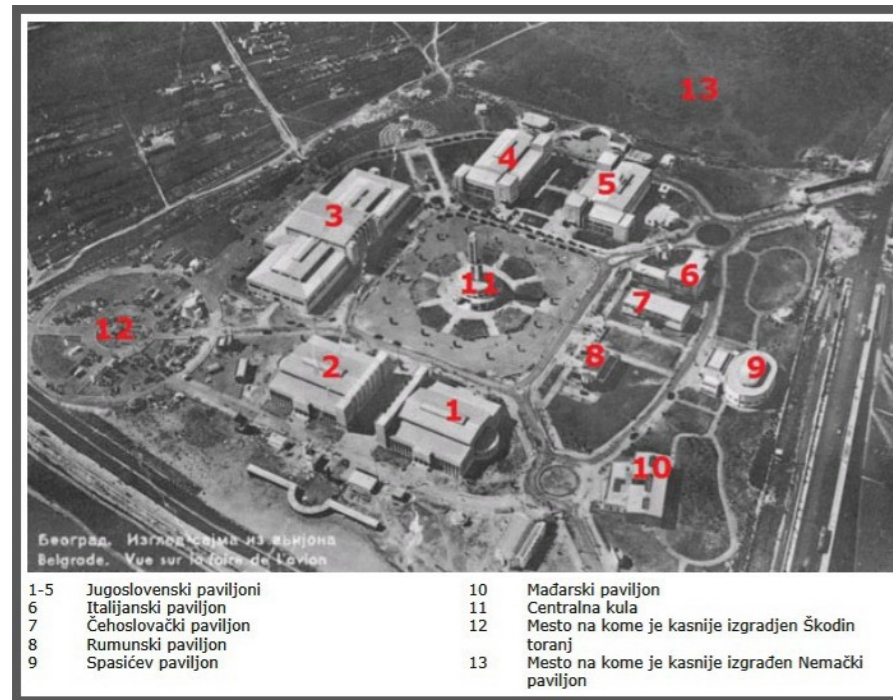 13
4
5
3
11
6
7
12
8
2
9
1
10
Београд. Изглед сајма из авијона
Belgrade. Vue sur la foire de l'avion
1-5 Jugoslovenski paviljoni
6 Italijanski paviljon
7 Čehoslovački paviljon
8 Rumunski paviljon
9 Spasićev paviljon
10 Mađarski paviljon
11 Centralna kula
12 Mesto na kome je kasnije izgradjen Škodin
toranj
13 Mesto na kome je kasnije izgrađen Nemački
paviljon